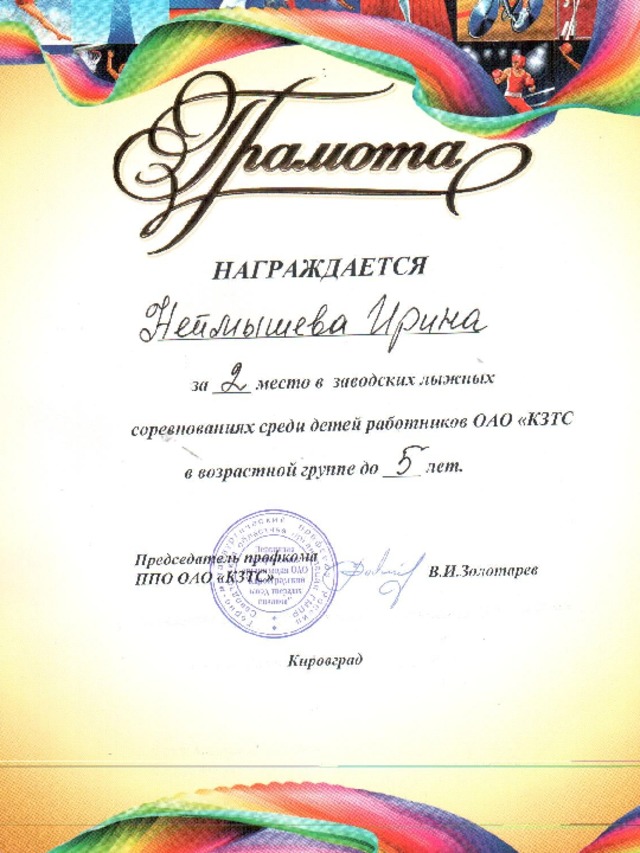 Грамота
НАГРАЖДАЕТСЯ
Неймышева Ирина
за 2 место в заводских лыжных
соревнованиях среди детей работников ОАО «КЗТС
в возрастной группе до 5 лет.
Председатель профкома
ППО ОАО «КЗТС»
В.И.Золотарев
Кировград